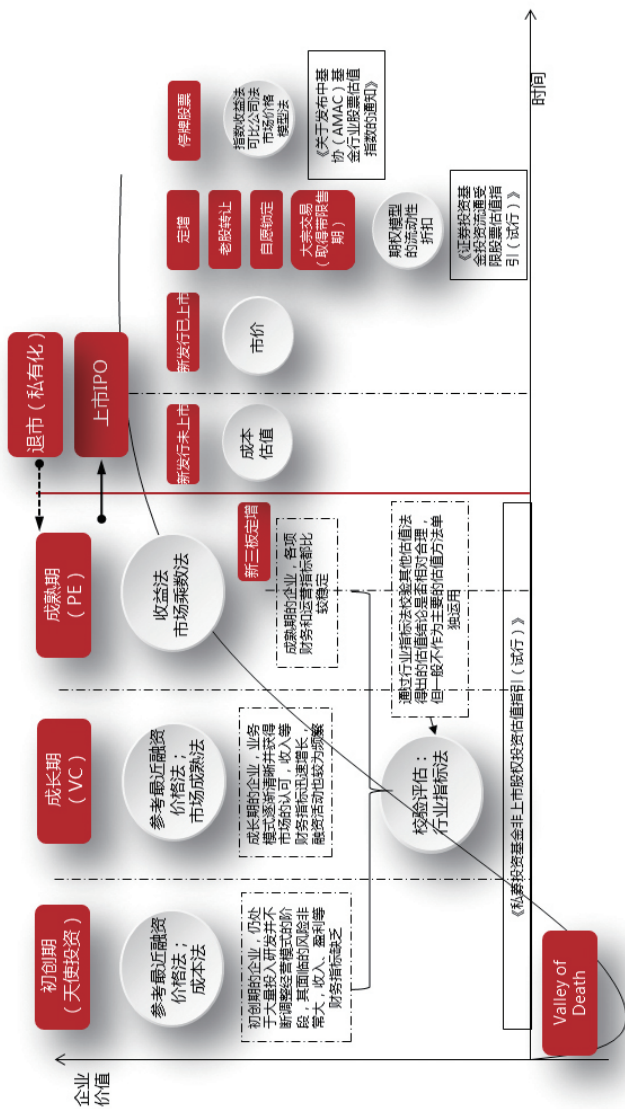 企业
价值
初创期
（天使投资）
成长期
（VC）
成熟期
（PE）
退市（私有化）
上市IPO
参考最近融资
价格法；
成本法
参考最近融资
价格法；
市场成熟法
收益法
市场乘数法
新发行未上市
新发行已上市
定增
老股转让
自愿锁定
大宗交易
（取得带限售
期）
停牌股票
成本
估值
市价
指数收益法
可比公司法
市场价格
模型法
新三板定增
初创期的企业，仍处
于大量投入研发并不
断调整经营模式的阶
段，其面临的风险非
常大，收入、盈利等
财务指标缺乏
成长期的企业，业务
模式逐渐清晰并获得
市场的认可，收入等
财务指标迅速增长，
融资活动也较为频繁
成熟期的企业，各项
财务和运营指标都比
较稳定
期权模型
的流动性
折扣
《关于发布中基
协（AMAC）基
金行业股票估值
指数的通知》
校验评估：
行业指标法
通过行业指标法校验其他估值法
得出的估值结论是否相对合理，
但一般不作为主要的估值方法单
独运用
《证券投资基
金投资流通受
限股票估值指
引（试行）》
《私募投资基金非上市股权投资估值指引（试行）》
时间
Valley of
Death